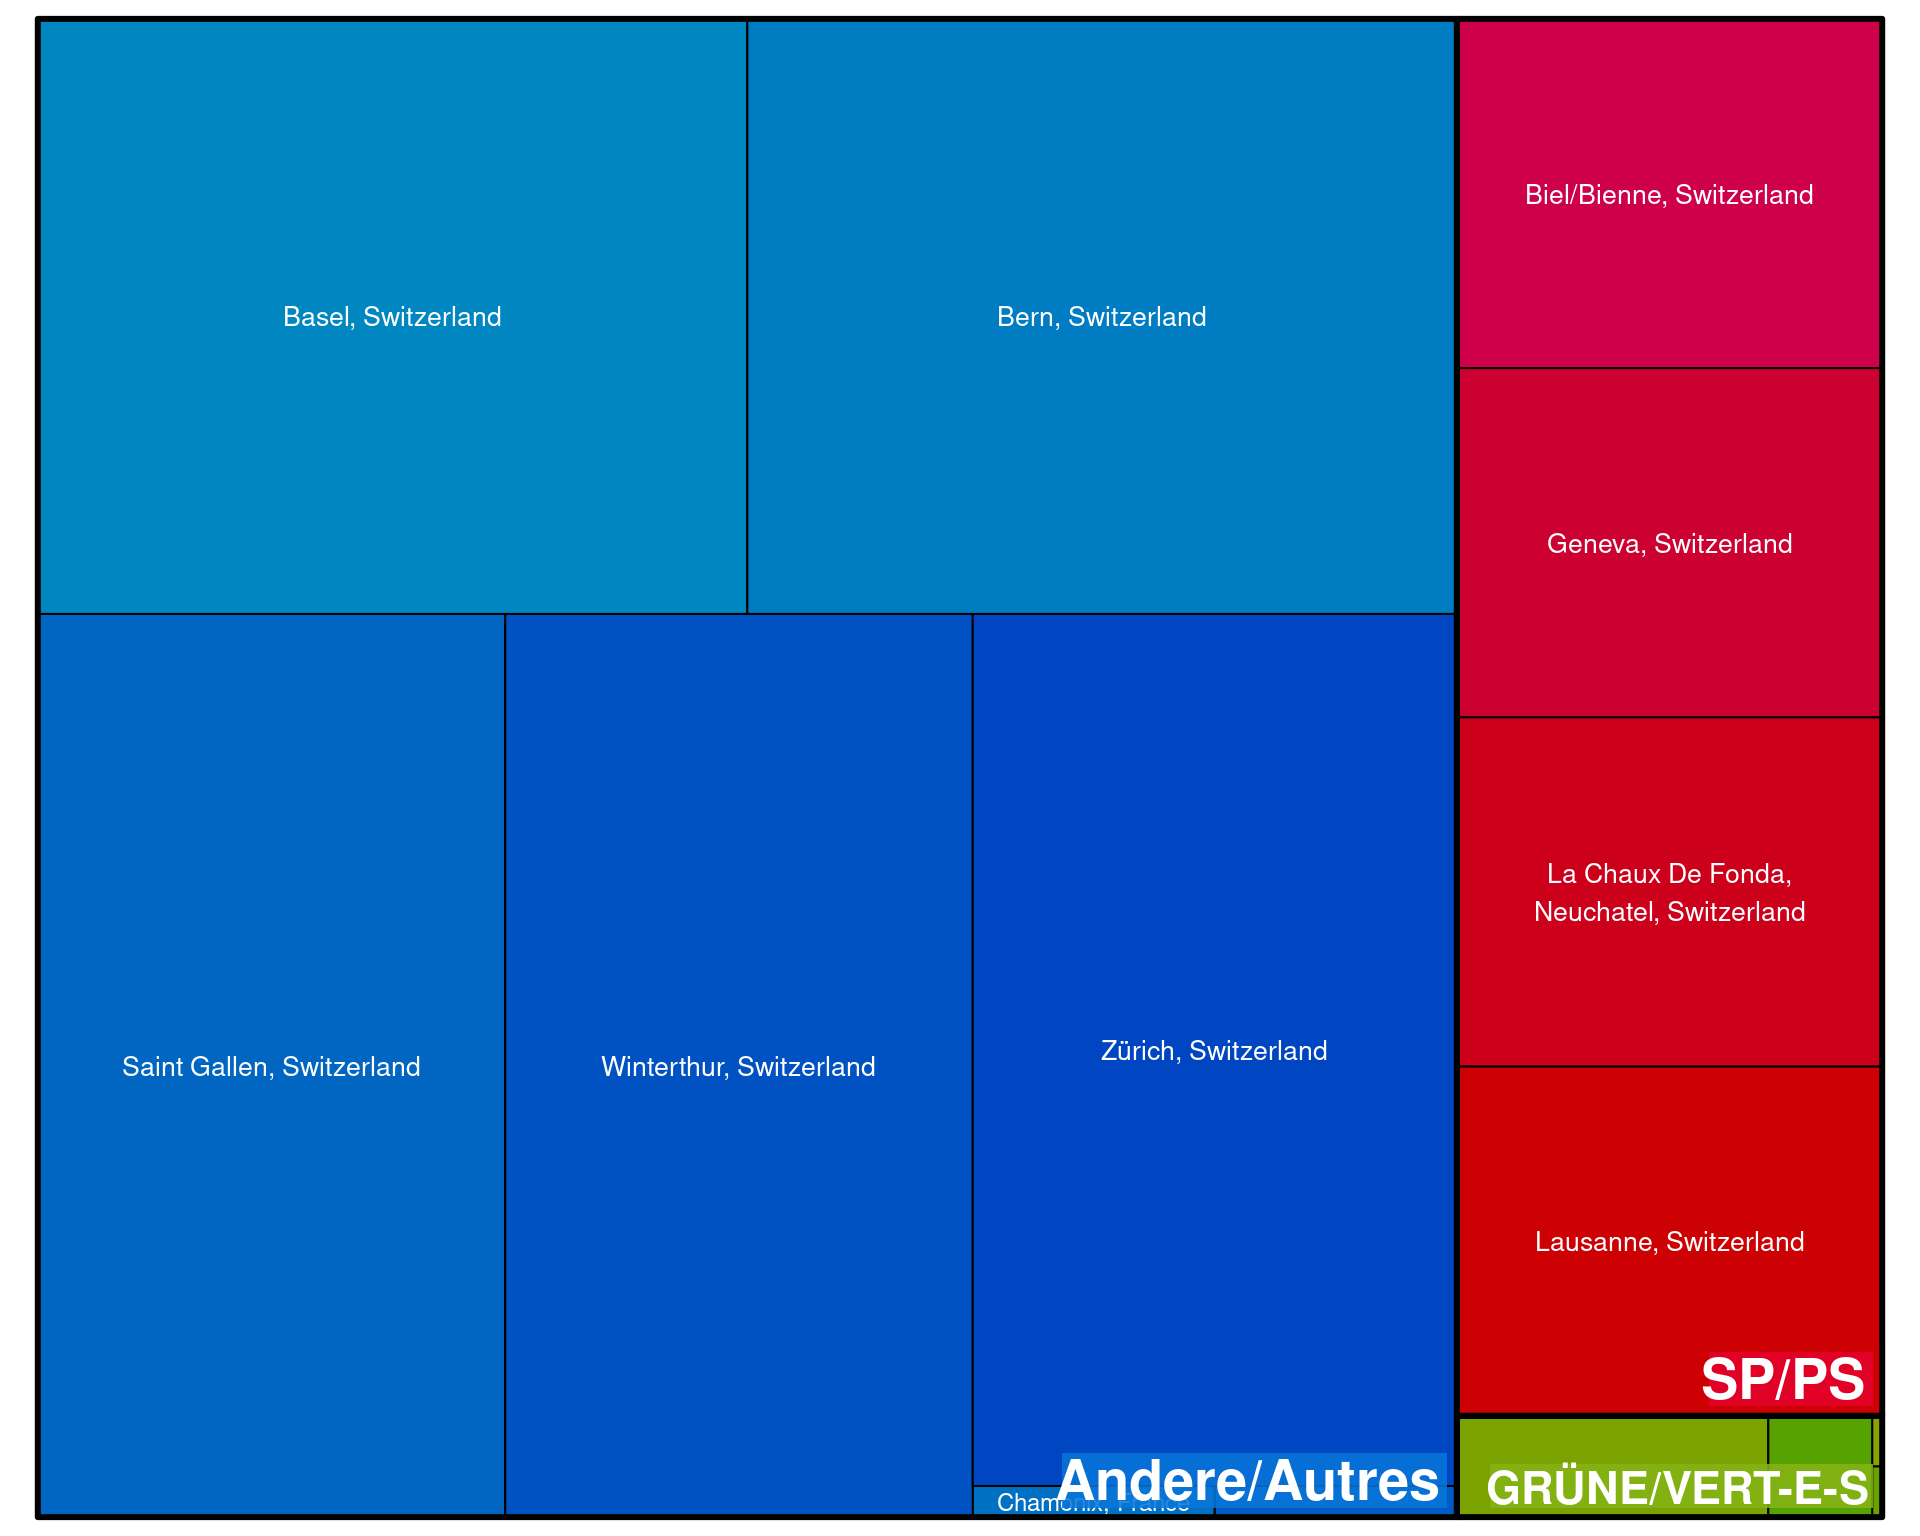 Basel, Switzerland
Bern, Switzerland
Biel/Bienne, Switzerland
Geneva, Switzerland
La Chaux De Fonda,
Neuchatel, Switzerland
Saint Gallen, Switzerland
Winterthur, Switzerland
Zürich, Switzerland
Lausanne, Switzerland
SP/PS
Andere/Autres
GRÜNE/VERT-E-S
Chamonix, France